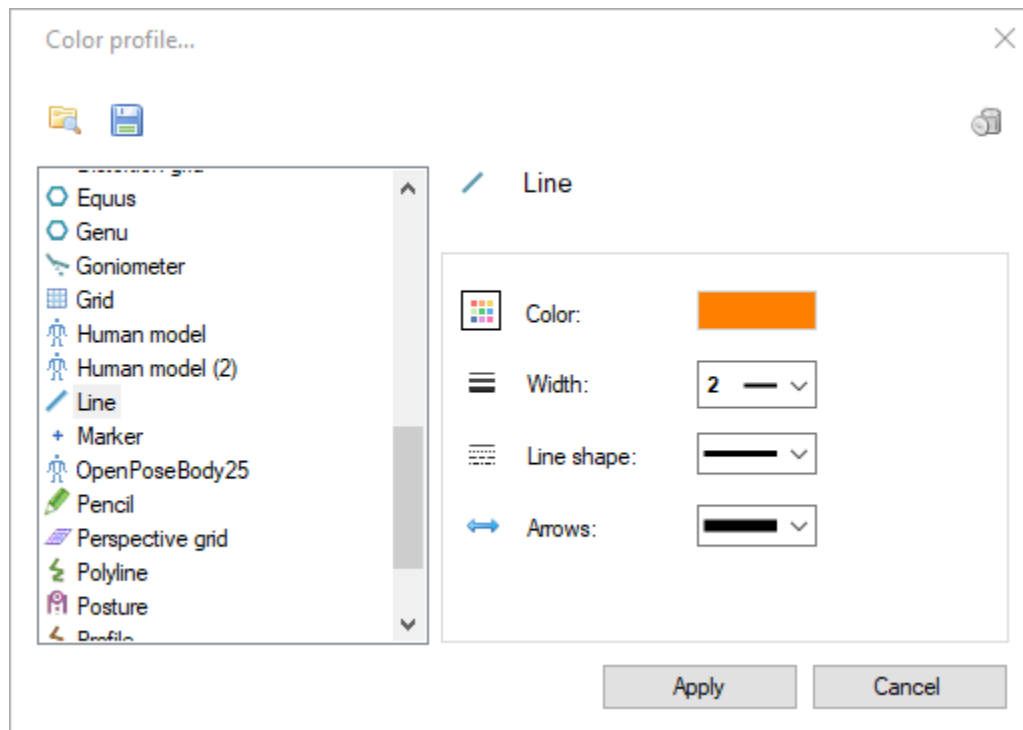 Color profile...
Equus
Genu
Goniometer
Grid
Human model
Human model (2)
Line
Marker
OpenPoseBody25
Pencil
Perspective grid
Polyline
Posture
Profile
Line
Color:
Width:
2
Line shape:
Arrows:
Apply
Cancel